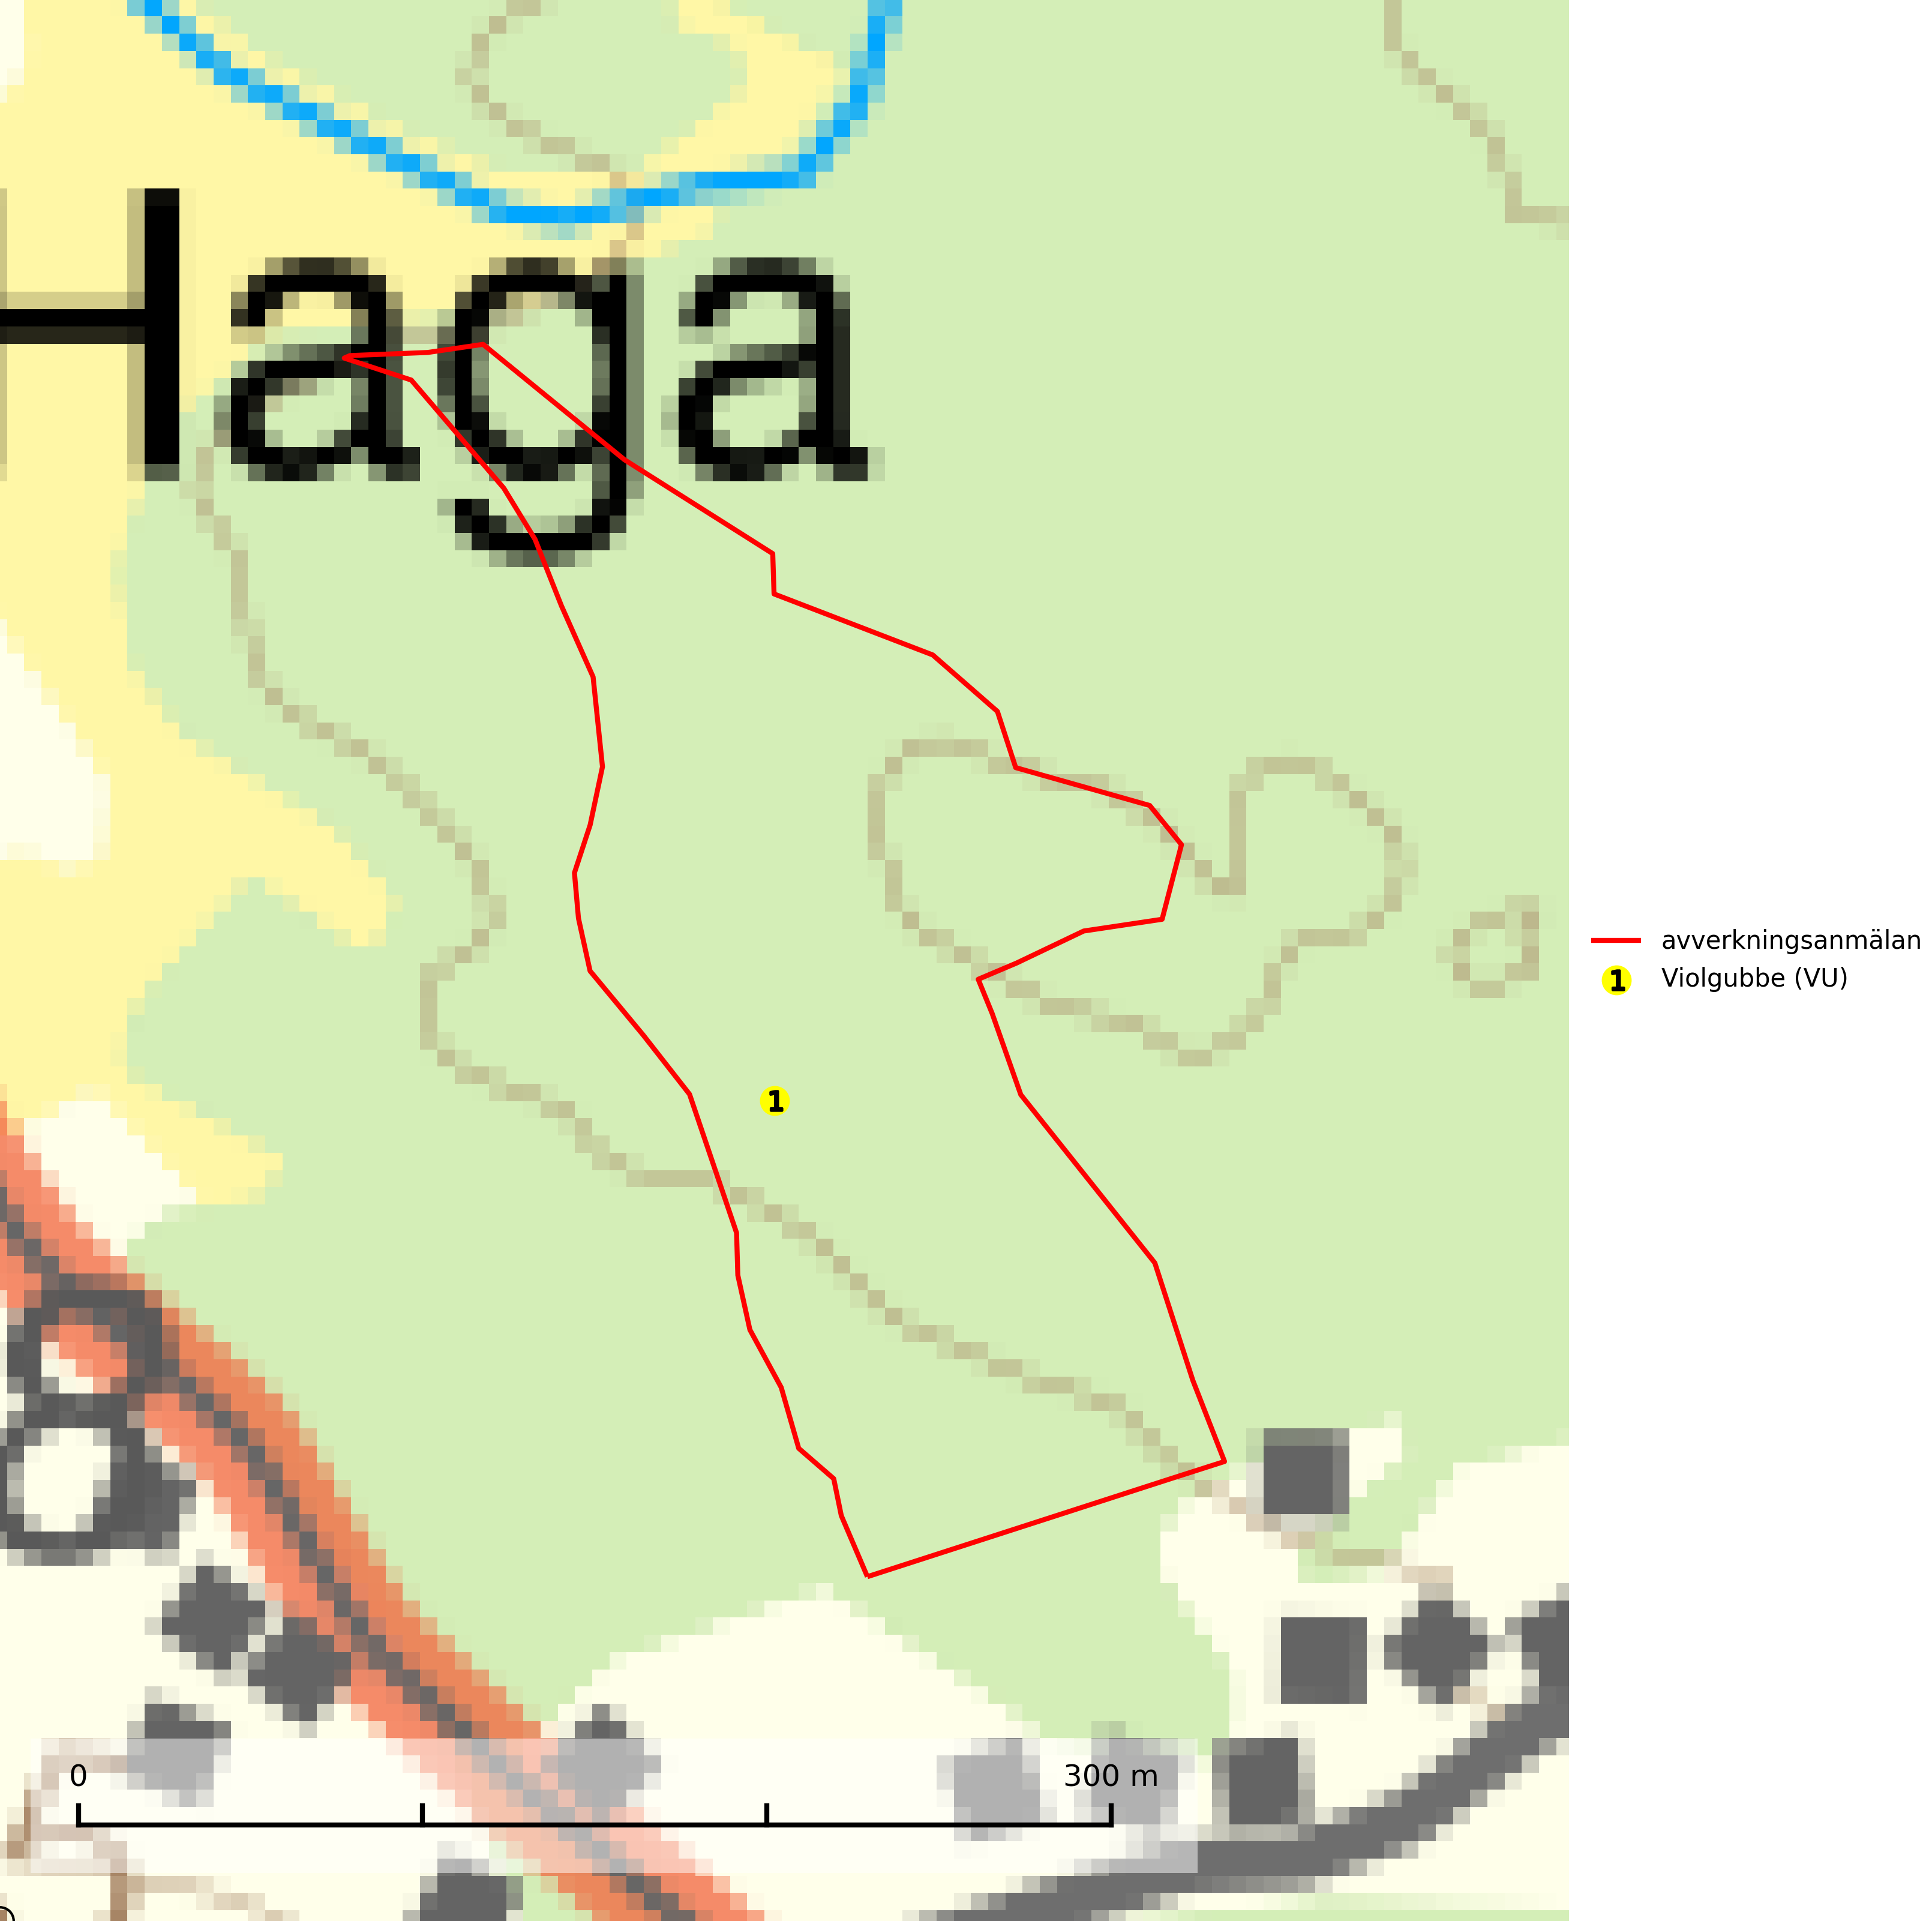 Haga
avverkningsanmälan
1 Violgubbe (VU)
1
0 300 m